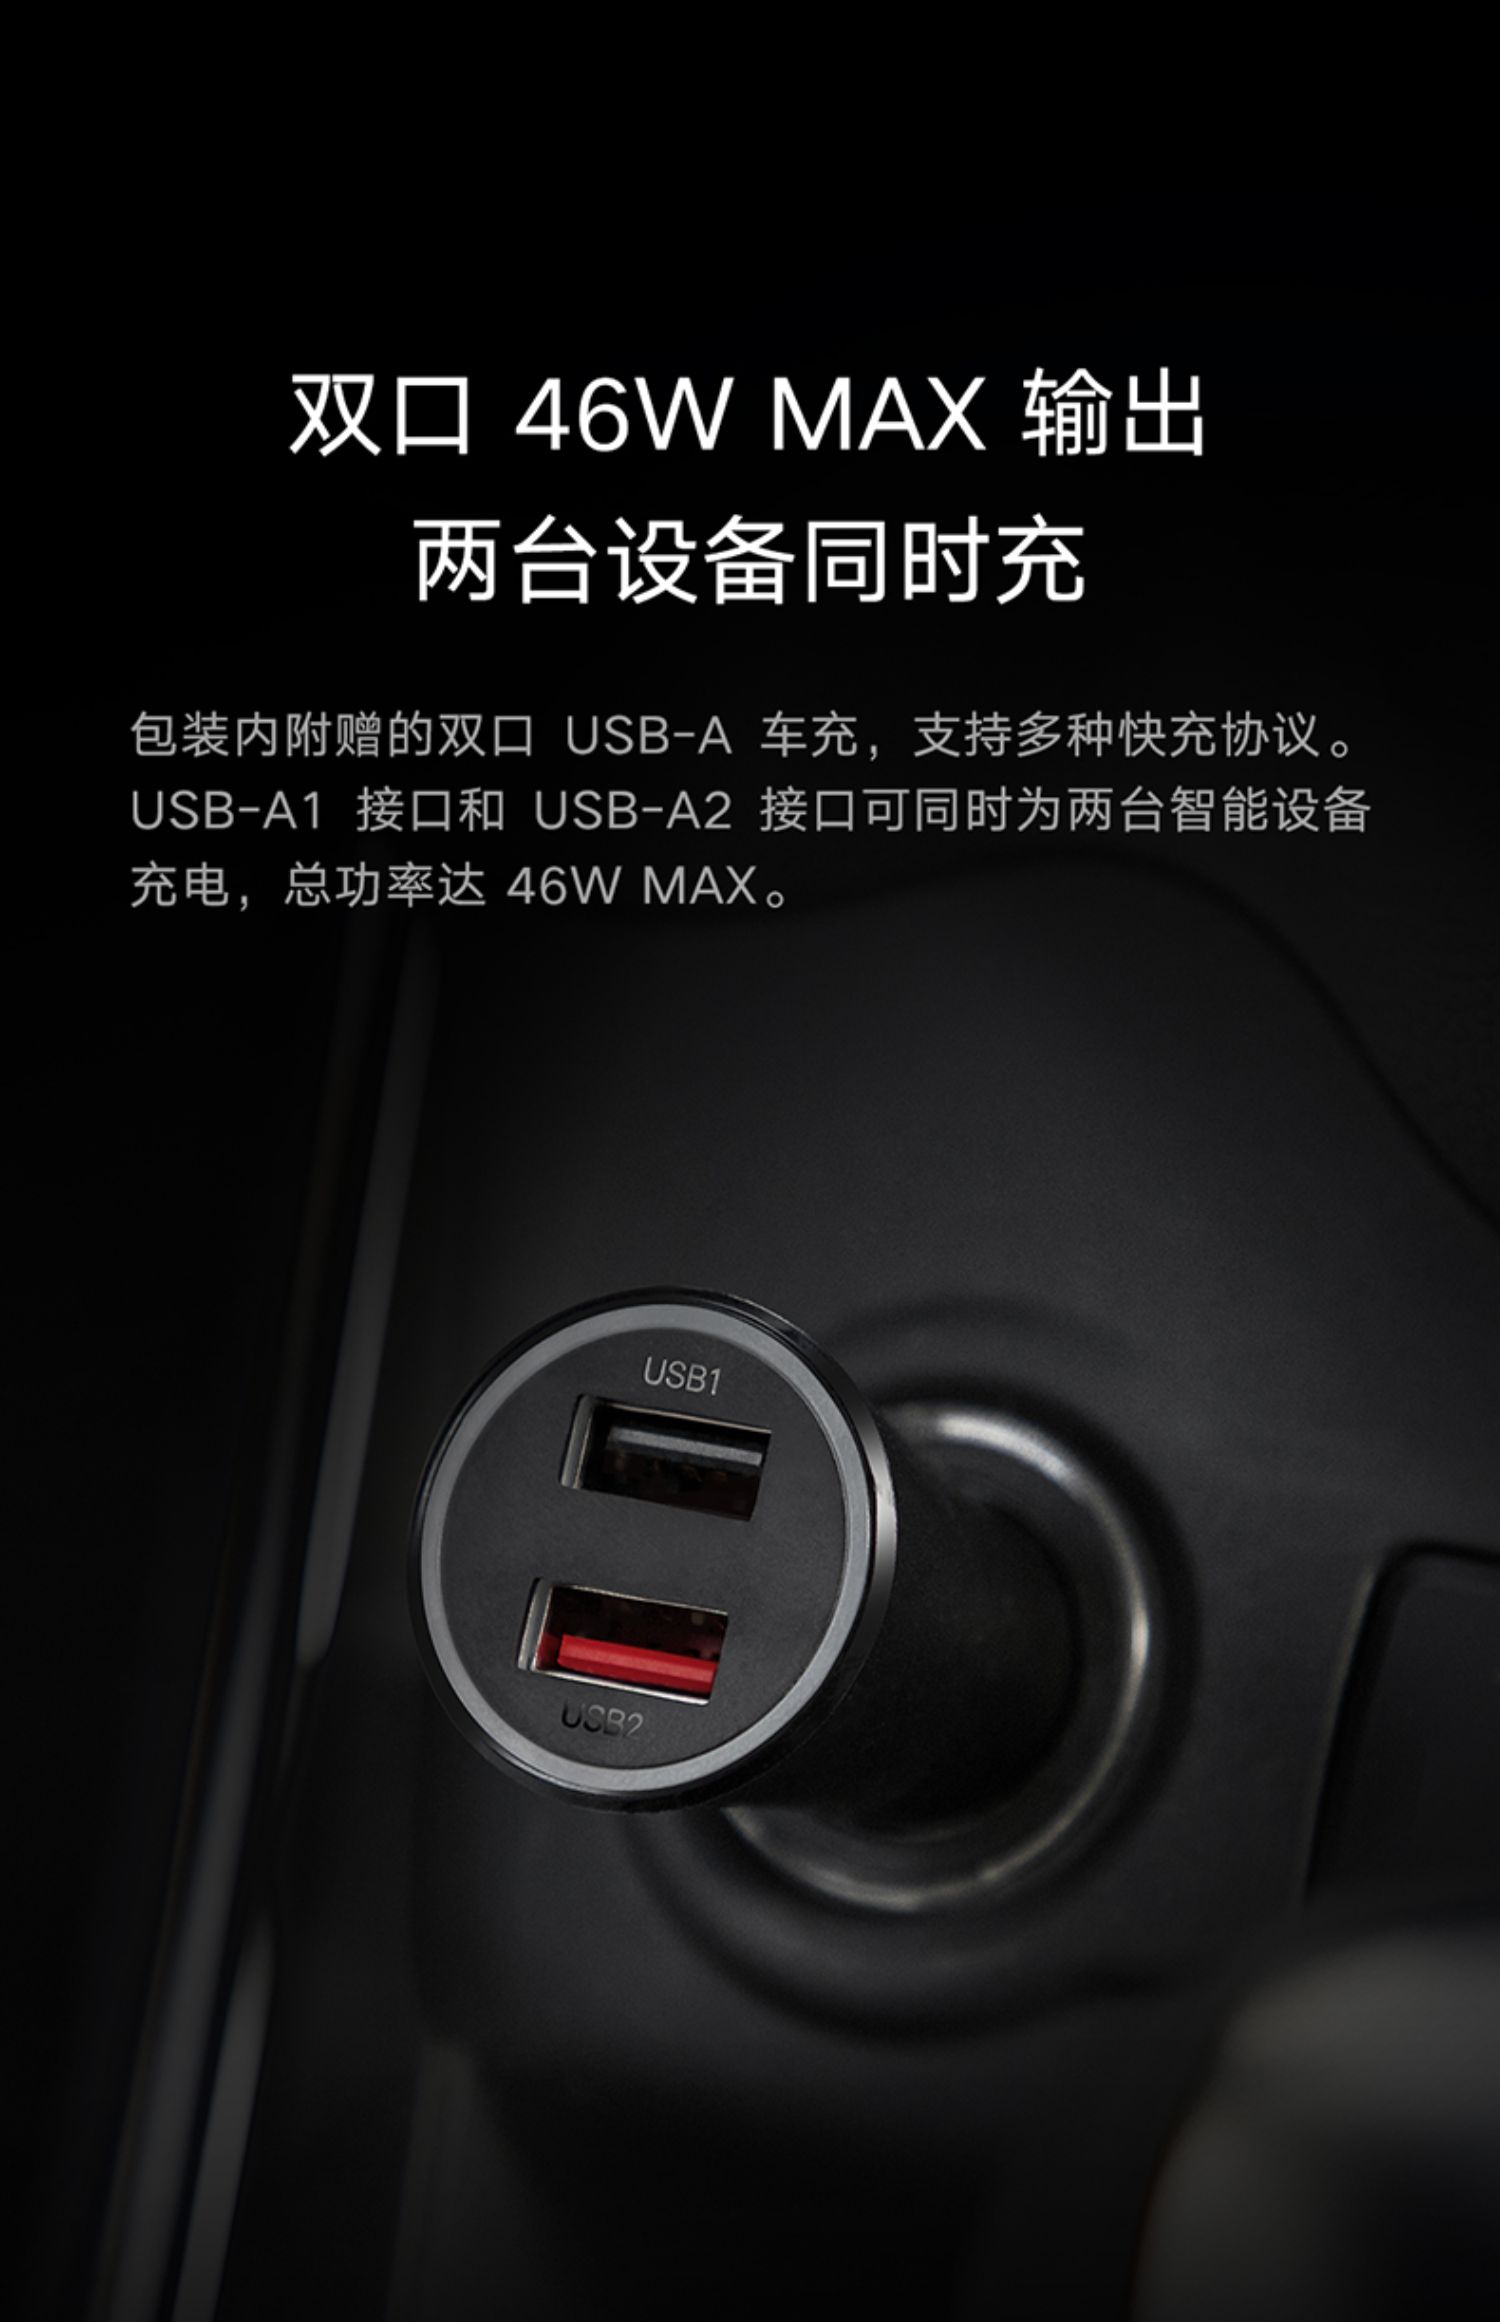 双口 46W MAX 输出
两台设备同时充
包装内附赠的双口 USB-A 车充，支持多种快充协议。
USB-A1 接口和 USB-A2 接口可同时为两台智能设备
充电，总功率达 46W MAX。
USB1
USB2